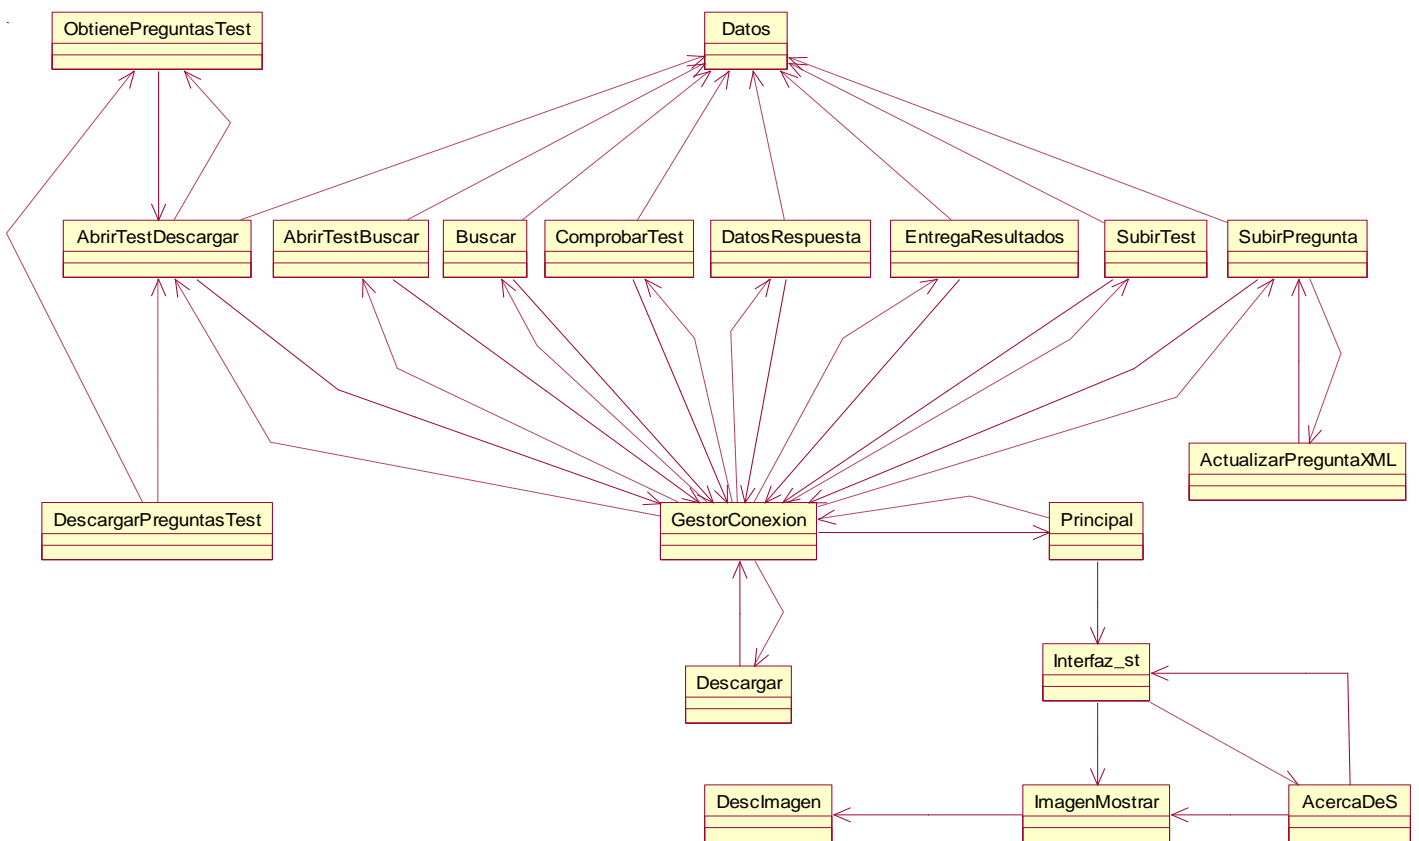 ObtienePreguntasTest
Datos
AbrirTestDescargar
AbrirTestBuscar
Buscar
ComprobarTest
DatosRespuesta
EntregaResultados
SubirTest
SubirPregunta
ActualizarPreguntaXML
DescargarPreguntasTest
GestorConexion
Principal
Interfaz_st
Descargar
DescImagen
ImagenMostrar
AcercaDeS